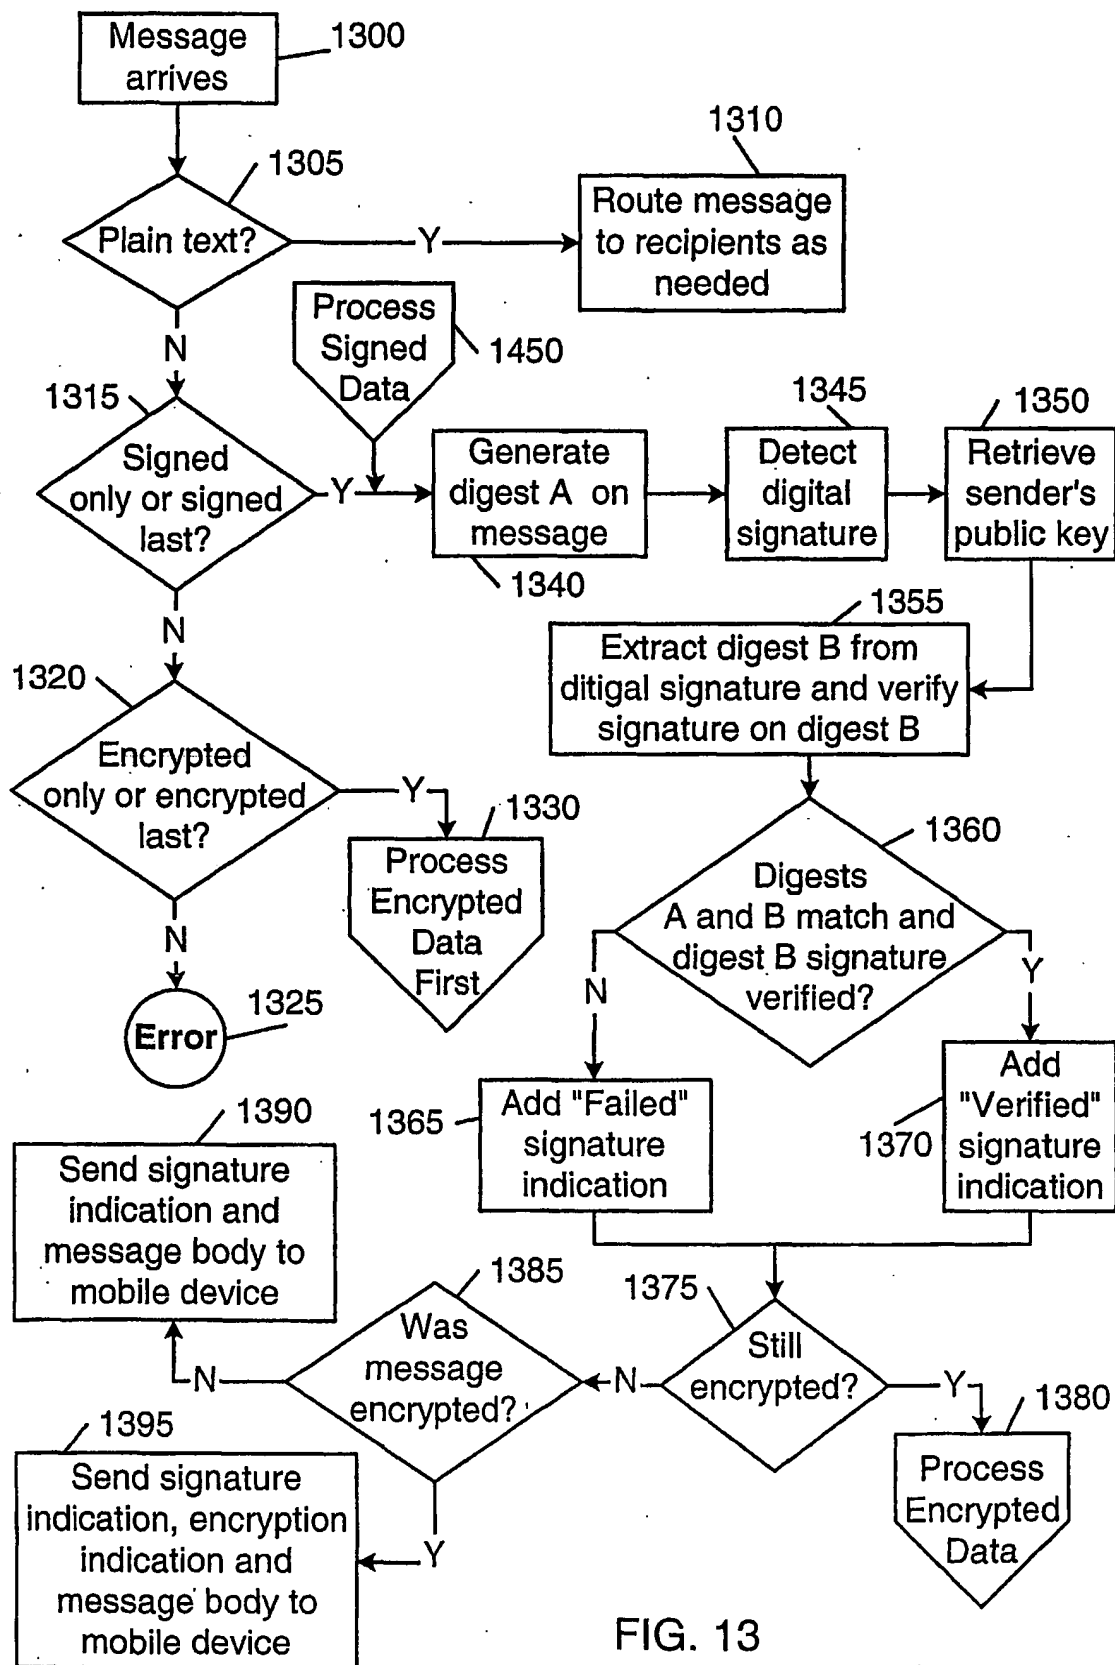 Message
arrives
1300
1305
Plain text?
Y
1310
Route message
to recipients as
needed
N
Process
Signed
Data
1450
1315
Signed
only or signed
last?
Y
Generate
digest A on
message
1340
1345
Detect
digital
signature
1350
Retrieve
sender's
public key
N
1355
Extract digest B from
ditigal signature and verify
signature on digest B
1320
Encrypted
only or encrypted
last?
Y
1330
Process
Encrypted
Data
First
1360
Digests
A and B match and
digest B signature
verified?
N
Error
1325
N
Y
1365
Add "Failed"
signature
indication
Add
"Verified"
signature
indication
1370
1390
Send signature
indication and
message body to
mobile device
1385
Was
message
encrypted?
1375
Still
encrypted?
N
N
Y
1380
Process
Encrypted
Data
1395
Send signature
indication, encryption
indication and
message body to
mobile device
Y
FIG. 13